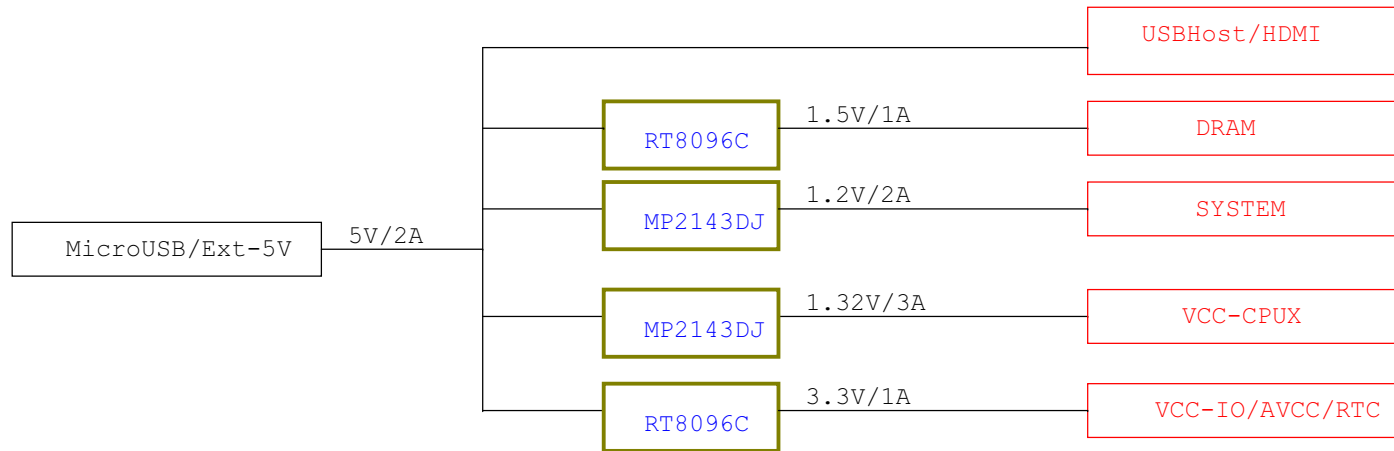 USBHost/HDMI
1.5V/1A
RT8096C
DRAM
1.2V/2A
MP2143DJ
SYSTEM
MicroUSB/Ext-5V
5V/2A
1.32V/3A
MP2143DJ
VCC-CPUX
3.3V/1A
RT8096C
VCC-IO/AVCC/RTC